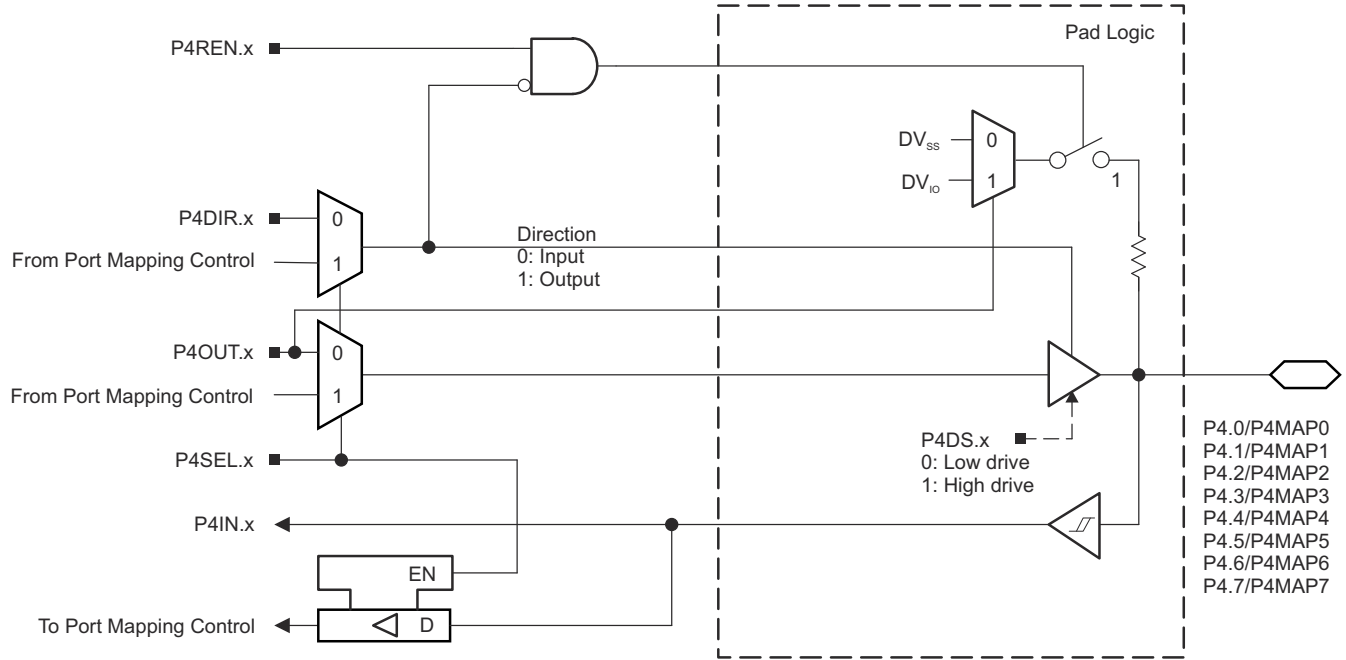 Pad Logic
P4REN.x
DVSS
0
DVIO
1
1
P4DIR.x
0
From Port Mapping Control
1
Direction
0: Input
1: Output
P4OUT.x
0
From Port Mapping Control
1
P4DS.x
0: Low drive
1: High drive
P4SEL.x
P4.0/P4MAP0
P4.1/P4MAP1
P4.2/P4MAP2
P4.3/P4MAP3
P4.4/P4MAP4
P4.5/P4MAP5
P4.6/P4MAP6
P4.7/P4MAP7
P4IN.x
EN
To Port Mapping Control
D